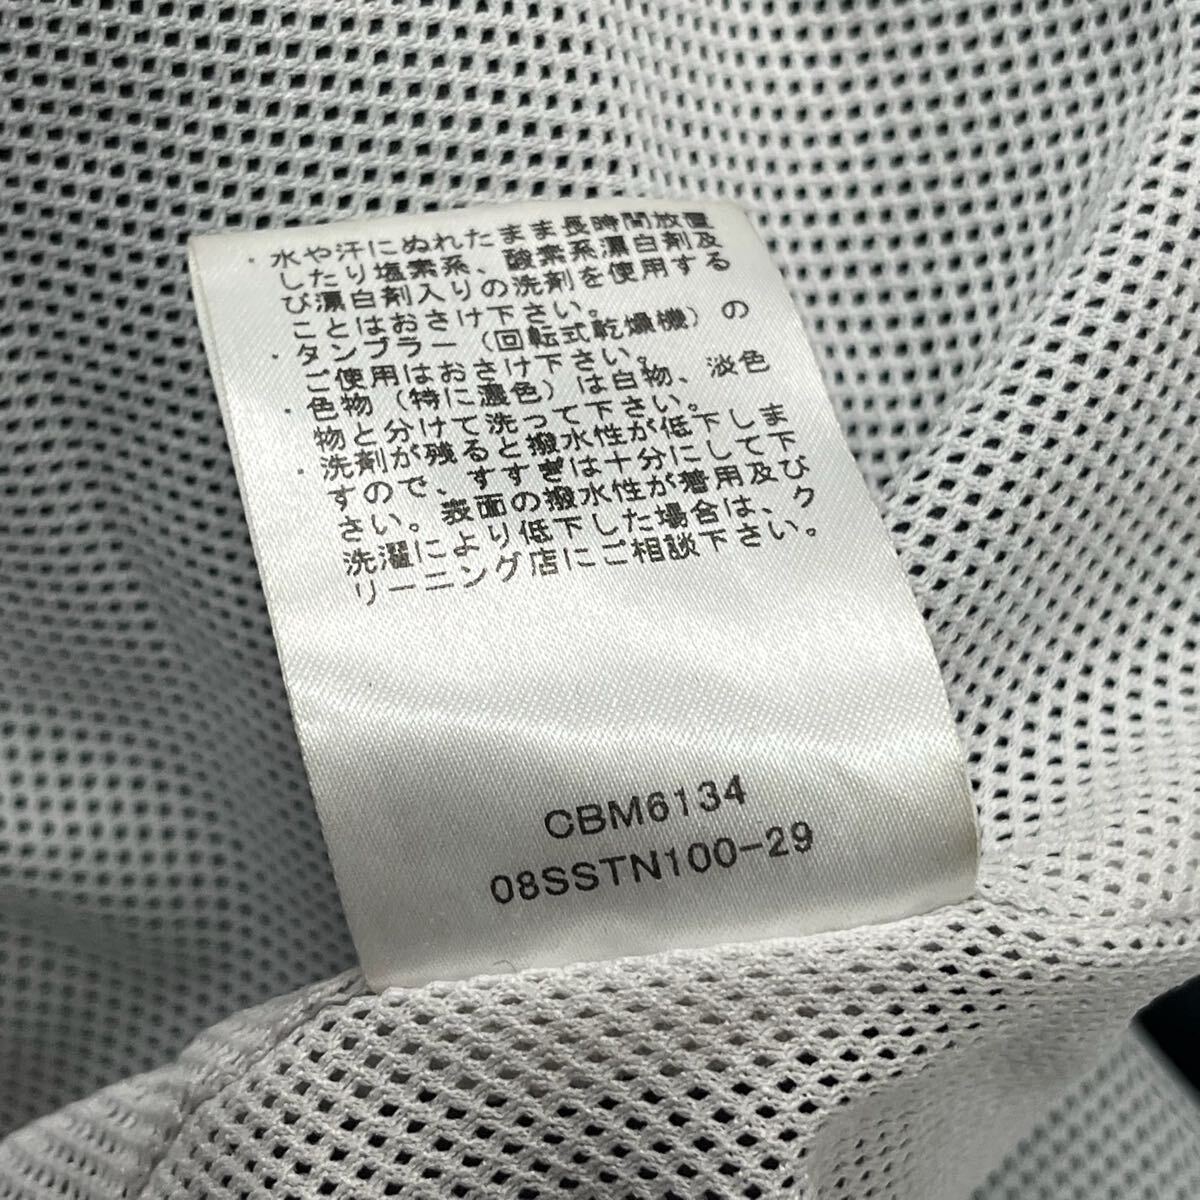 ・水や汗にぬれたまま長時間放置
したり塩素系、酸素系漂白剤及
び漂白剤入りの洗剤を使用する
ことはおさけ下さい。
・タンブラー（回転式乾燥機）の
ご使用はおさけ下さい。
・色物（特に濃色）は白物、淡色
物と分けて洗って下さい。
・洗剤が残ると撥水性が低下しま
すので、すすぎは十分にして下
さい。表面の撥水性が着用及び
洗濯により低下した場合は、ク
リーニング店にご相談下さい。
CBM6134
08SSTN100-29